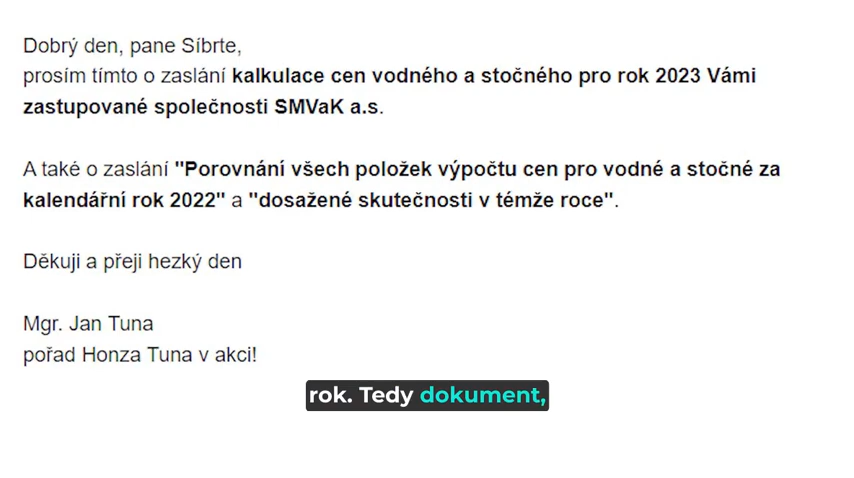 Dobrý den, pane Síbrte,
prosím tímto o zaslání kalkulace cen vodného a stočného pro rok 2023 Vámi
zastupované společnosti SMVaK a.s.
A také o zaslání "Porovnání všech položek výpočtu cen pro vodné a stočné za
kalendářní rok 2022" a "dosažené skutečnosti v témže roce".
Děkuji a přeji hezký den
Mgr. Jan Tuna
pořad Honza Tuna v akci!
rok. Tedy dokument,